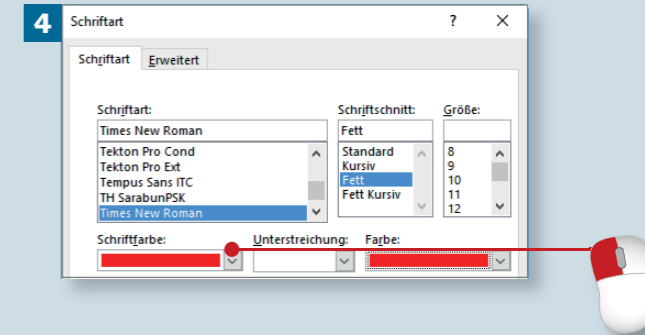 4
Schriftart ? ×
Schriftart Erweitert
Schriftart: Schriftschnitt: Größe:
Times New Roman Fett
Tekton Pro Cond Standard 8
Tekton Pro Ext Kursiv 9
Tempus Sans ITC Fett 10
TH SarabunPSK Fett Kursiv 11
Times New Roman 12
Schriftfarbe: Unterstreichung: Farbe: